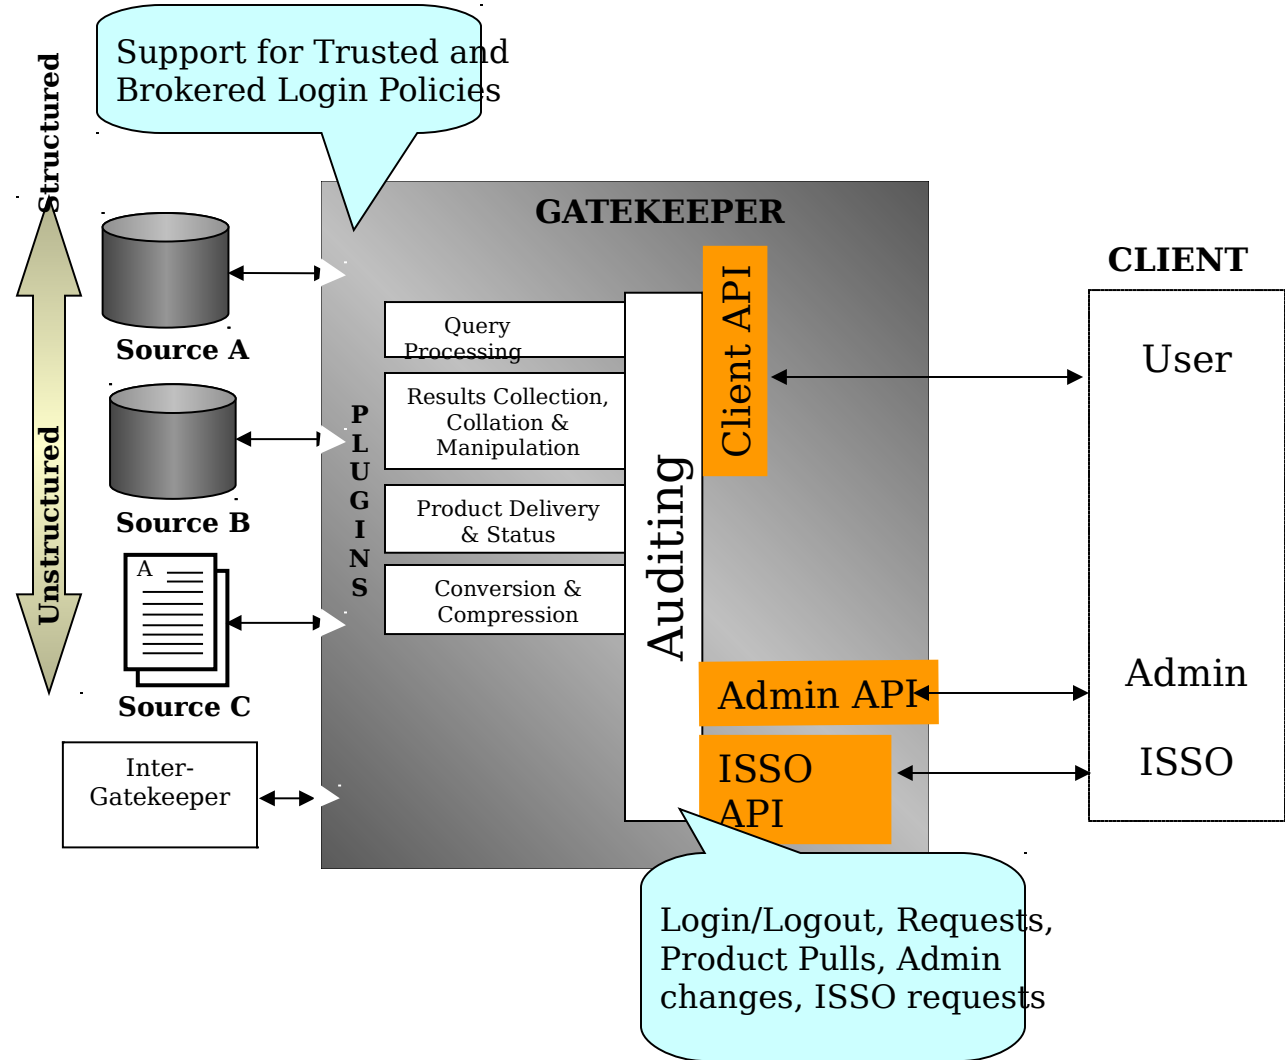 Support for Trusted and
Brokered Login Policies
Structured
Unstructured
GATEKEEPER
CLIENT
Source A
Source B
A
Source C
Inter-
Gatekeeper
PLUGINS
Query
Processing
Results Collection,
Collation &
Manipulation
Product Delivery
& Status
Conversion &
Compression
Auditing
Client API
Admin API
ISSO
API
User
Admin
ISSO
Login/Logout, Requests,
Product Pulls, Admin
changes, ISSO requests